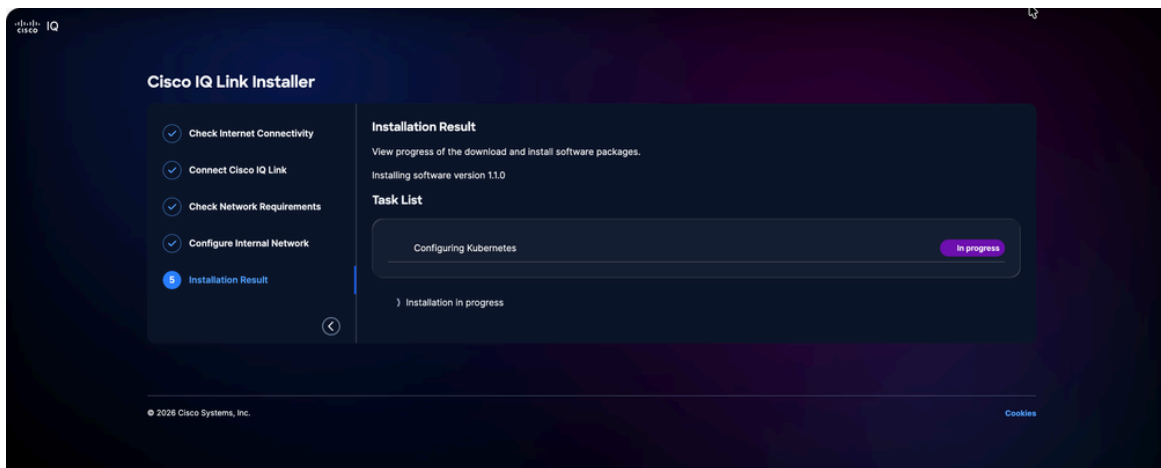 cisco IQ
Cisco IQ Link Installer
Check Internet Connectivity
Connect Cisco IQ Link
Check Network Requirements
Configure Internal Network
5 Installation Result
Installation Result
View progress of the download and install software packages.
Installing software version 1.1.0
Task List
Configuring Kubernetes In progress
Installation in progress
© 2026 Cisco Systems, Inc. Cookies